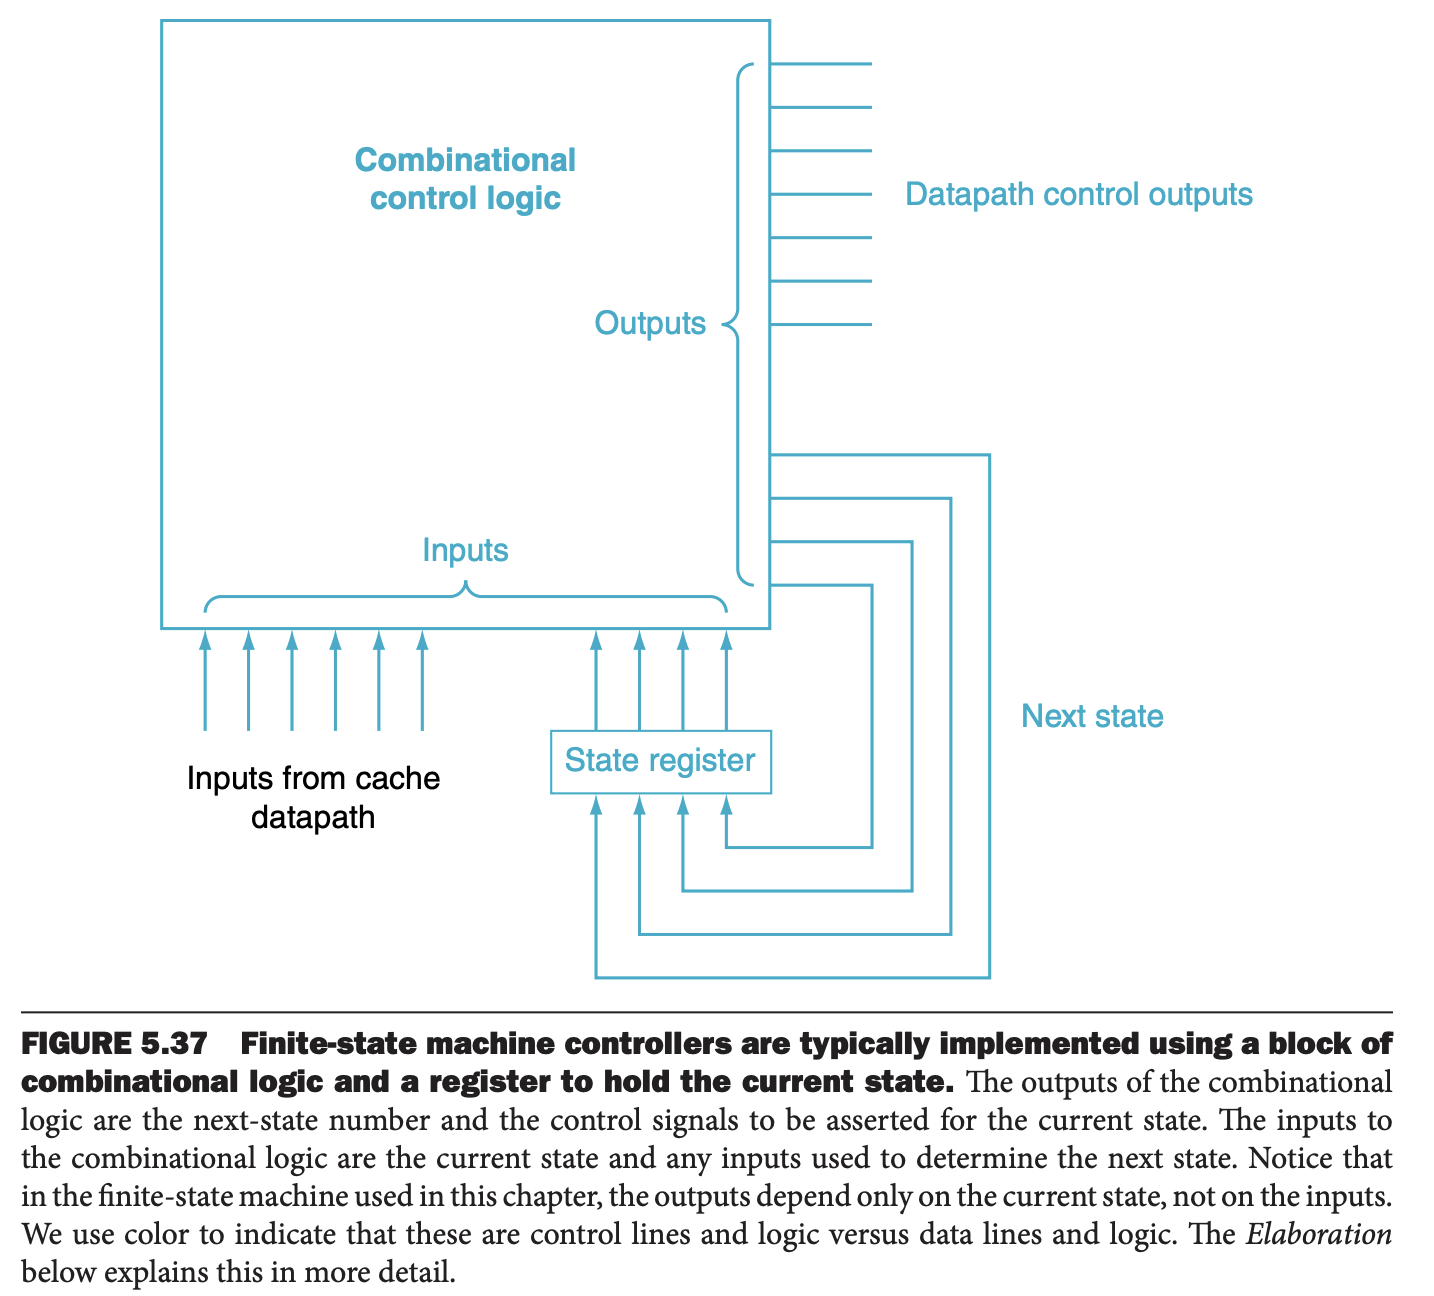 Combinational
control logic
Datapath control outputs
Outputs
Inputs
Next state
State register
Inputs from cache
datapath
FIGURE 5.37 Finite-state machine controllers are typically implemented using a block of
combinational logic and a register to hold the current state. The outputs of the combinational
logic are the next-state number and the control signals to be asserted for the current state. The inputs to
the combinational logic are the current state and any inputs used to determine the next state. Notice that
in the finite-state machine used in this chapter, the outputs depend only on the current state, not on the inputs.
We use color to indicate that these are control lines and logic versus data lines and logic. The Elaboration
below explains this in more detail.